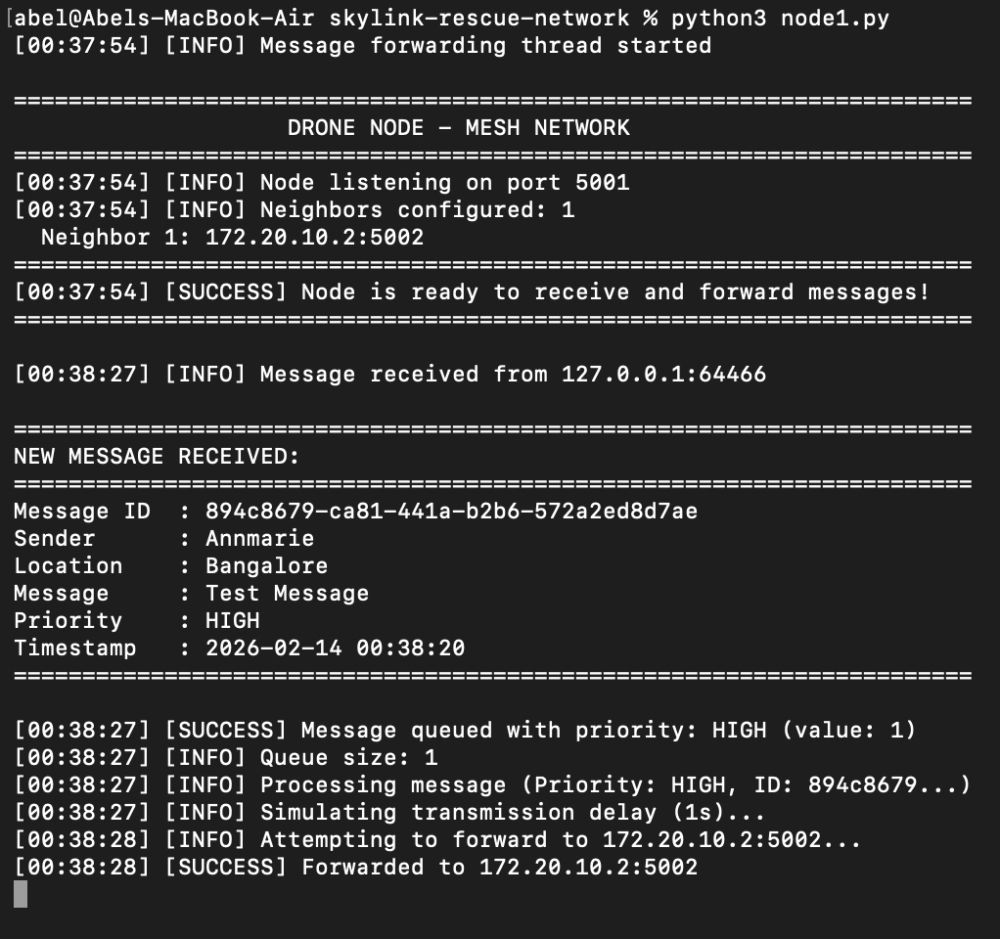 [abel@Abels-MacBook-Air skylink-rescue-network % python3 node1.py
[00:37:54] [INFO] Message forwarding thread started
======================================================================
DRONE NODE - MESH NETWORK
======================================================================
[00:37:54] [INFO] Node listening on port 5001
[00:37:54] [INFO] Neighbors configured: 1
  Neighbor 1: 172.20.10.2:5002
======================================================================
[00:37:54] [SUCCESS] Node is ready to receive and forward messages!
======================================================================
[00:38:27] [INFO] Message received from 127.0.0.1:64466
======================================================================
NEW MESSAGE RECEIVED:
======================================================================
Message ID  : 894c8679-ca81-441a-b2b6-572a2ed8d7ae
Sender      : Annmarie
Location    : Bangalore
Message     : Test Message
Priority    : HIGH
Timestamp   : 2026-02-14 00:38:20
======================================================================
[00:38:27] [SUCCESS] Message queued with priority: HIGH (value: 1)
[00:38:27] [INFO] Queue size: 1
[00:38:27] [INFO] Processing message (Priority: HIGH, ID: 894c8679...)
[00:38:27] [INFO] Simulating transmission delay (1s)...
[00:38:28] [INFO] Attempting to forward to 172.20.10.2:5002...
[00:38:28] [SUCCESS] Forwarded to 172.20.10.2:5002